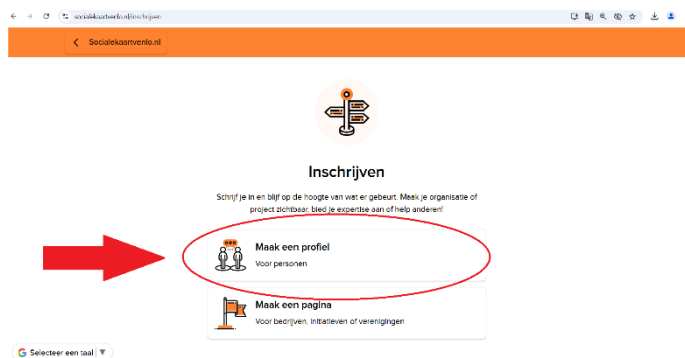 socialekaartvenlo.nl/inschrijven
Socialekaartvenlo.nl
Inschrijven
Schrijf je in en blijf op de hoogte van wat er gebeurt. Maak je organisatie of
project zichtbaar, bied je expertise aan of help anderen!
Maak een profiel
Voor personen
Maak een pagina
Voor bedrijven, initiatieven of verenigingen
G Selecteer een taal ▼